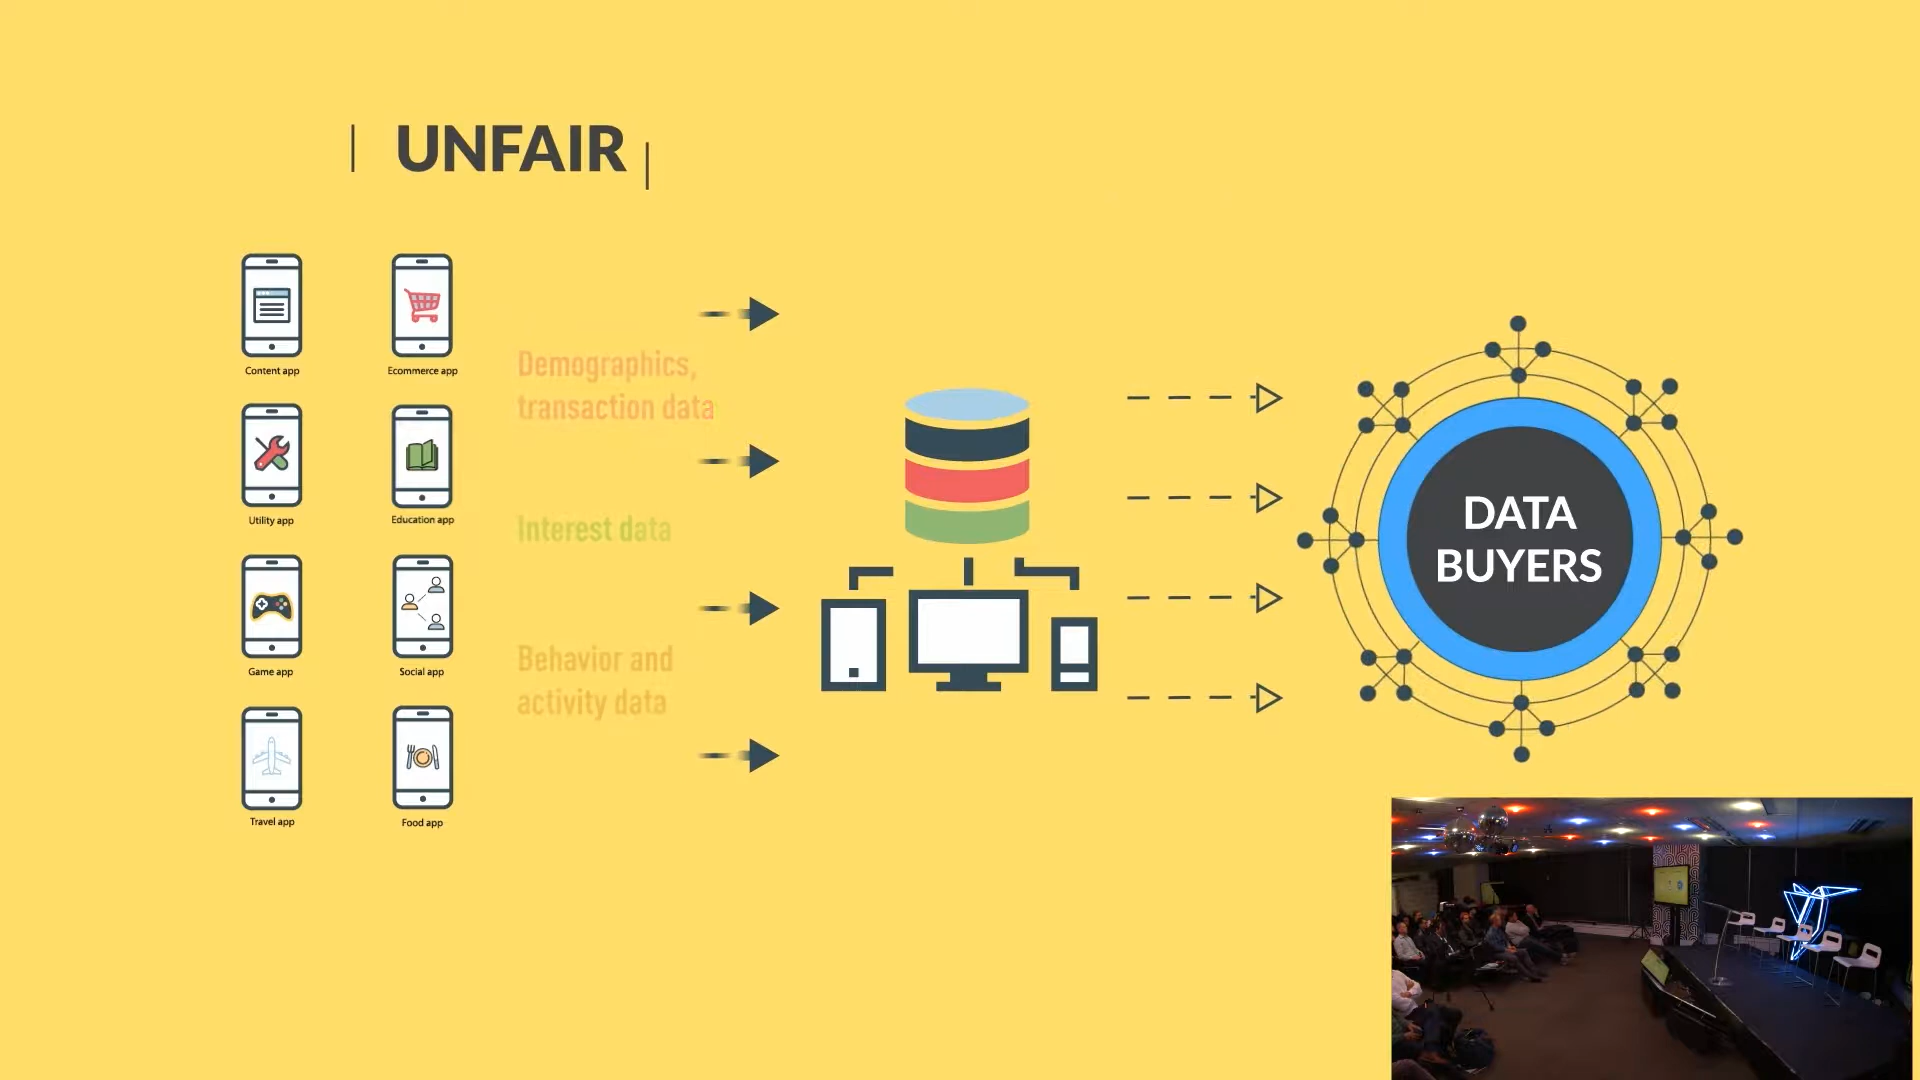 UNFAIR
Content app
Ecommerce app
Demographics,
transaction data
Utility app
Education app
Interest data
Game app
Social app
Behavior and
activity data
Travel app
Food app
DATA
BUYERS